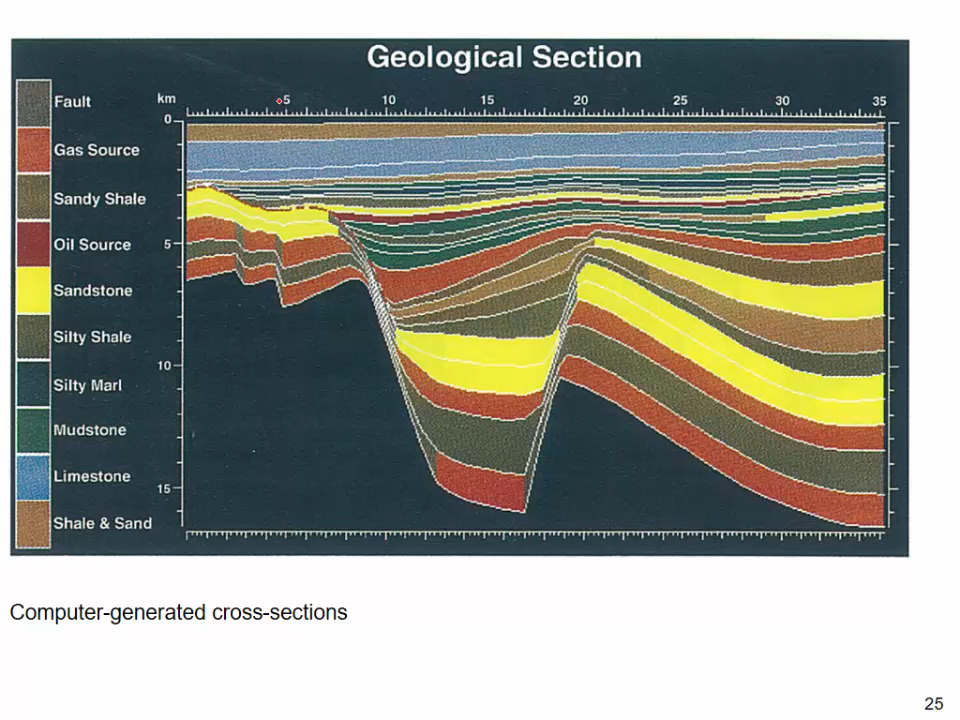 Geological Section
km
5 10 15 20 25 30 35
0
5
10
15
Fault
Gas Source
Sandy Shale
Oil Source
Sandstone
Silty Shale
Silty Marl
Mudstone
Limestone
Shale & Sand
Computer-generated cross-sections
25